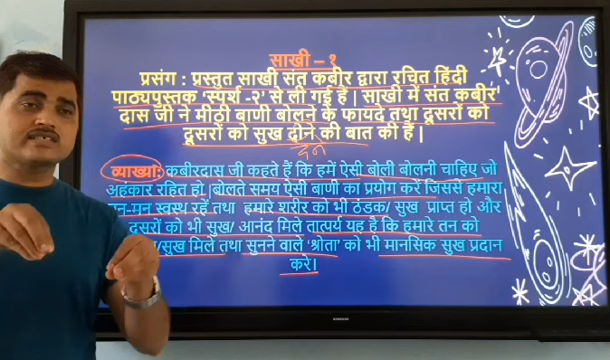 साखी – १
प्रसंग : प्रस्तुत साखी संत कबीर द्वारा रचित हिंदी
पाठ्यपुस्तक 'स्पर्श -२' से ली गई हैं | साखी में संत कबीर
दास जी ने मीठी बाणी बोलने के फायदे तथा दूसरों को
दूसरों को सुख दोने की बात की हैं |
देने
व्याख्या: कबीरदास जी कहते हैं कि हमें ऐसी बोली बोलनी चाहिए जो
अहंकार रहित हो |बोलते समय ऐसी बाणी का प्रयोग करें जिससे हमारा
तन-मन स्वस्थ रहें तथा हमारे शरीर को भी ठंडक/ सुख प्राप्त हो और
दूसरों को भी सुख/ आनंद मिले तात्पर्य यह है कि हमारे तन को
/सुख मिले तथा सुनने वाले 'श्रोता' को भी मानसिक सुख प्रदान
करे।